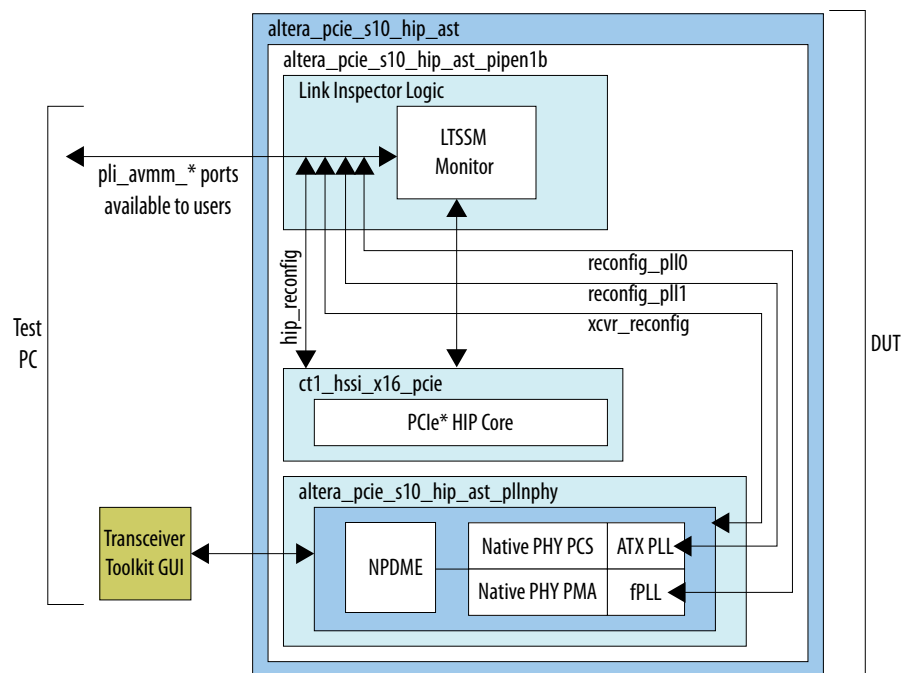 altera_pcie_s10_hip_ast
altera_pcie_s10_hip_ast_pipen1b
Link Inspector Logic
LTSSM
Monitor
pli_avmm_* ports
available to users
hip_reconfig
reconfig_pll0
reconfig_pll1
xcvr_reconfig
Test
PC
DUT
ct1_hssi_x16_pcie
PCIe* HIP Core
altera_pcie_s10_hip_ast_pllnphy
Transceiver
Toolkit GUI
NPDME
Native PHY PCS
ATX PLL
Native PHY PMA
fPLL